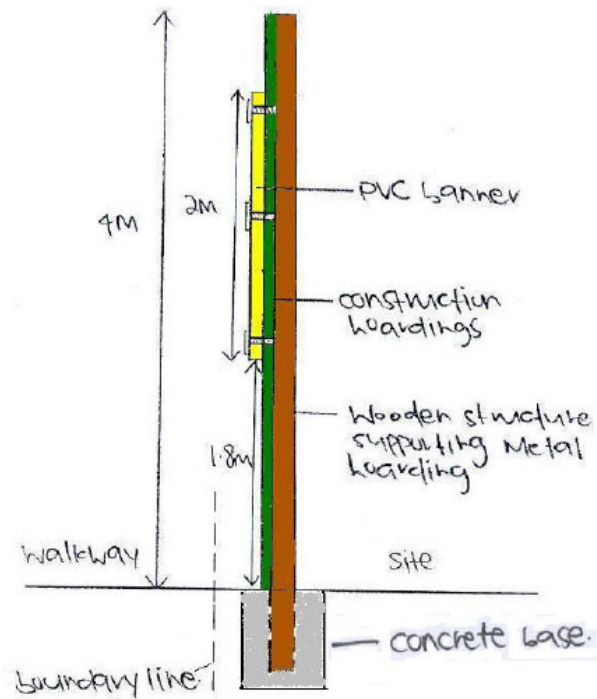 PVC banner
2M
4M
construction
hoardings
Wooden structure
supporting Metal
hoarding
1.8m
Walkway
Site
concrete base.
boundary line